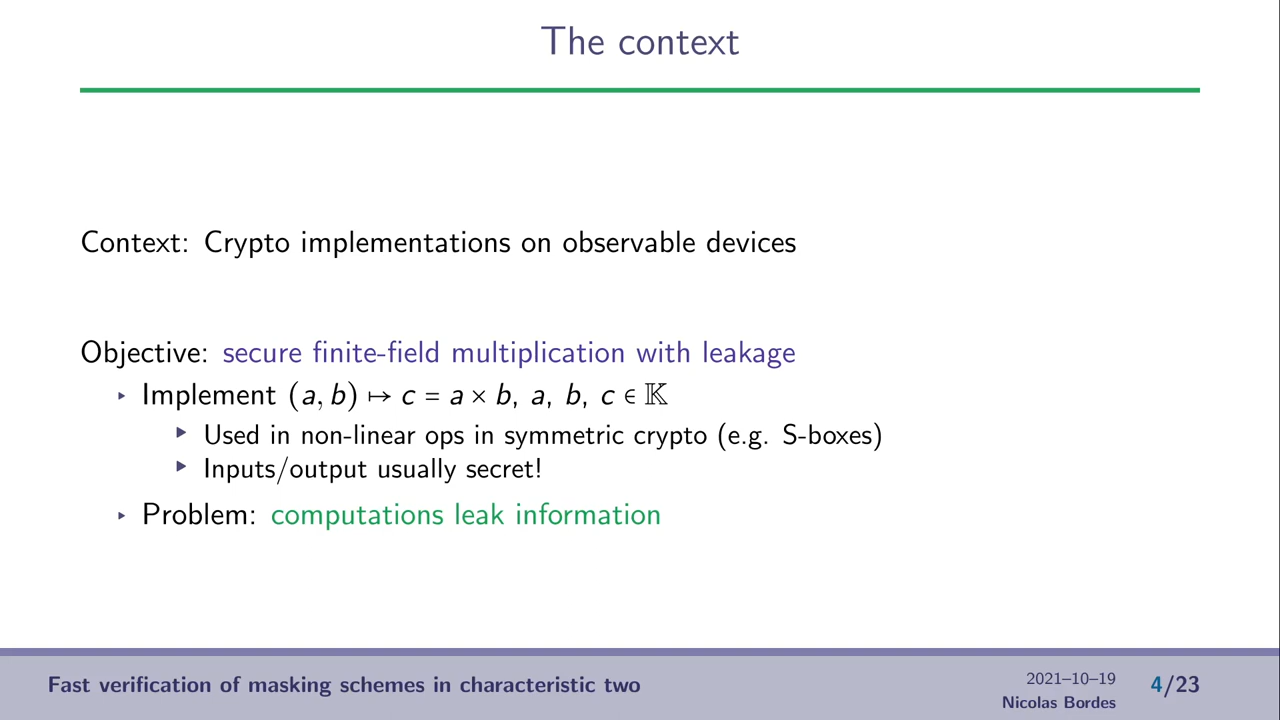 The context
Context: Crypto implementations on observable devices
Objective: secure finite-field multiplication with leakage
‣ Implement (a, b) ↦ c = a × b, a, b, c ∈ 𝕂
▶ Used in non-linear ops in symmetric crypto (e.g. S-boxes)
▶ Inputs/output usually secret!
‣ Problem: computations leak information
Fast verification of masking schemes in characteristic two
2021–10–19
Nicolas Bordes
4/23